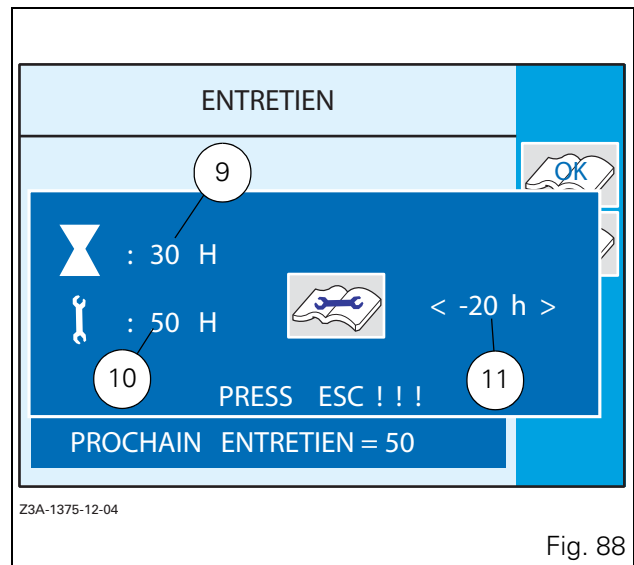 ENTRETIEN
9
OK
: 30 H
: 50 H
< -20 h >
10
11
PRESS ESC ! ! !
PROCHAIN ENTRETIEN = 50
Z3A-1375-12-04
Fig. 88